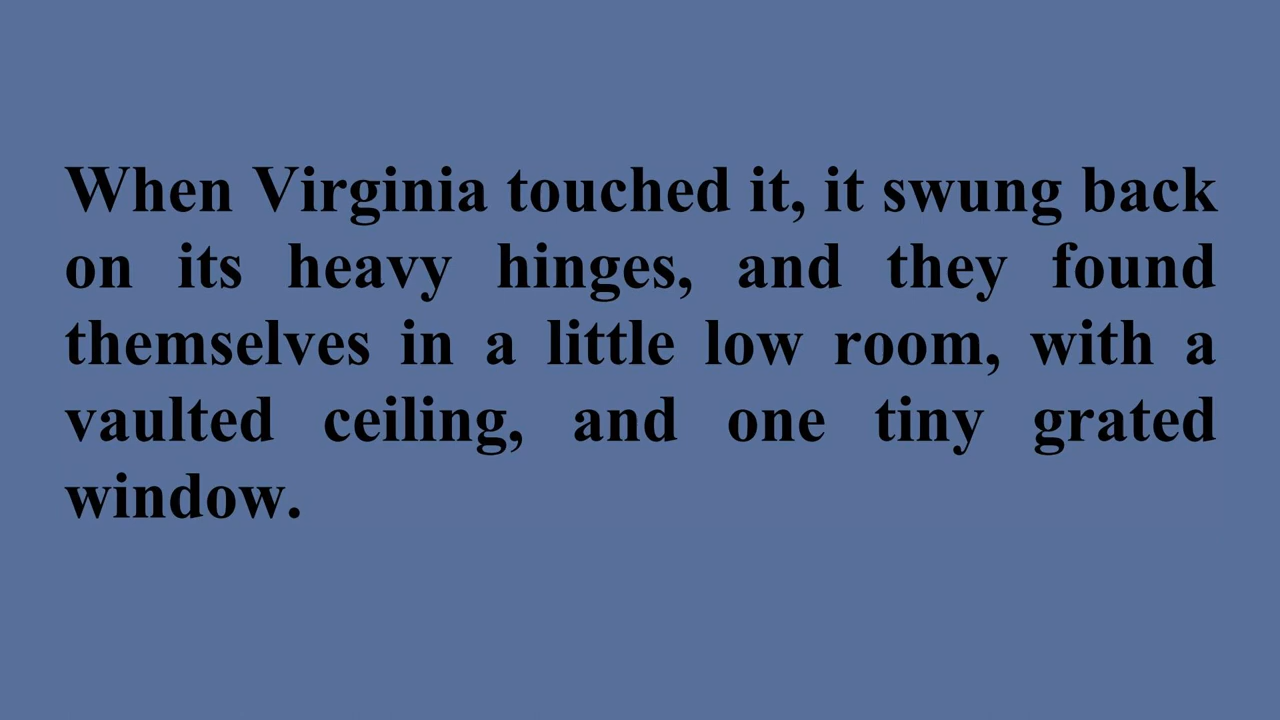 When Virginia touched it, it swung back
on its heavy hinges, and they found
themselves in a little low room, with a
vaulted ceiling, and one tiny grated
window.